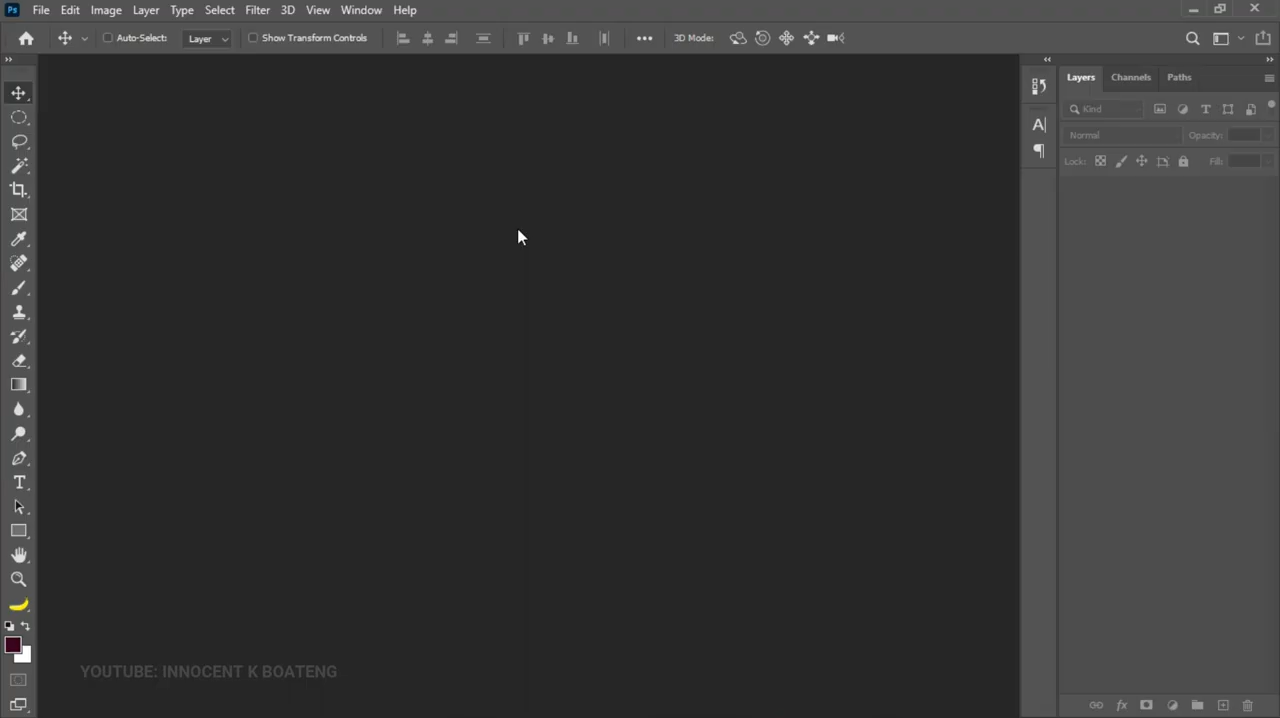 Ps File Edit Image Layer Type Select Filter 3D View Window Help
Auto-Select: Layer Show Transform Controls 3D Mode:
Layers Channels Paths
Kind
Normal Opacity:
Lock: Fill:
YOUTUBE: INNOCENT K BOATENG